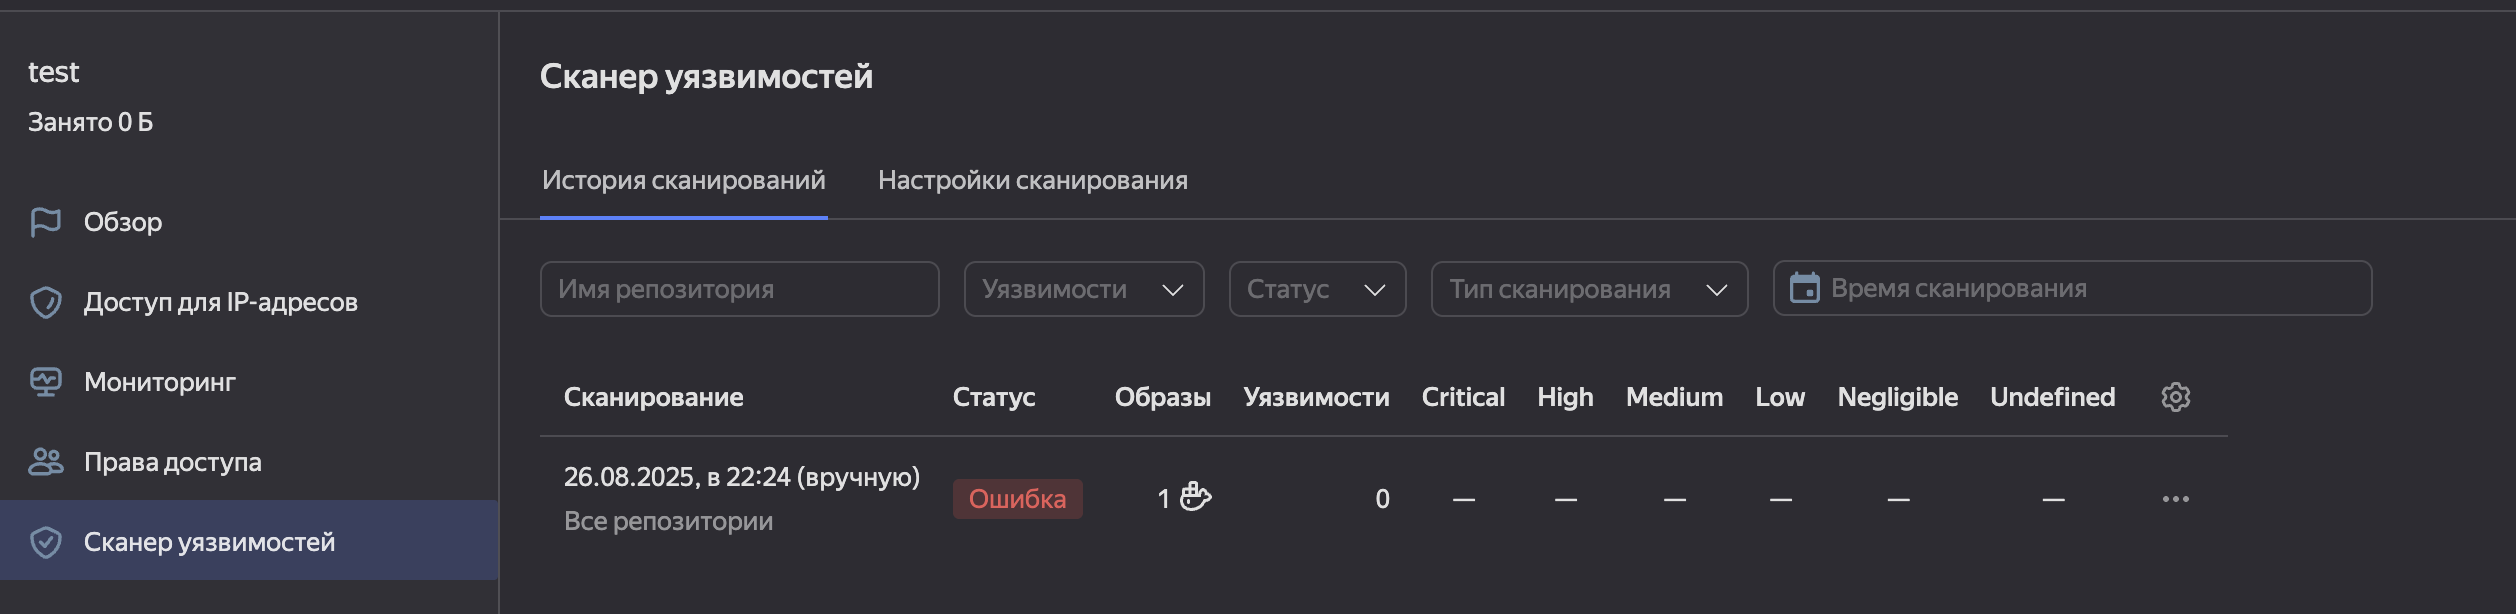 test
Занято 0 Б
Обзор
Доступ для IP-адресов
Мониторинг
Права доступа
Сканер уязвимостей
Сканер уязвимостей
История сканирований Настройки сканирования
Имя репозитория Уязвимости Статус Тип сканирования Время сканирования
Сканирование Статус Образы Уязвимости Critical High Medium Low Negligible Undefined
26.08.2025, в 22:24 (вручную) Ошибка 1 0 — — — — — —
Все репозитории